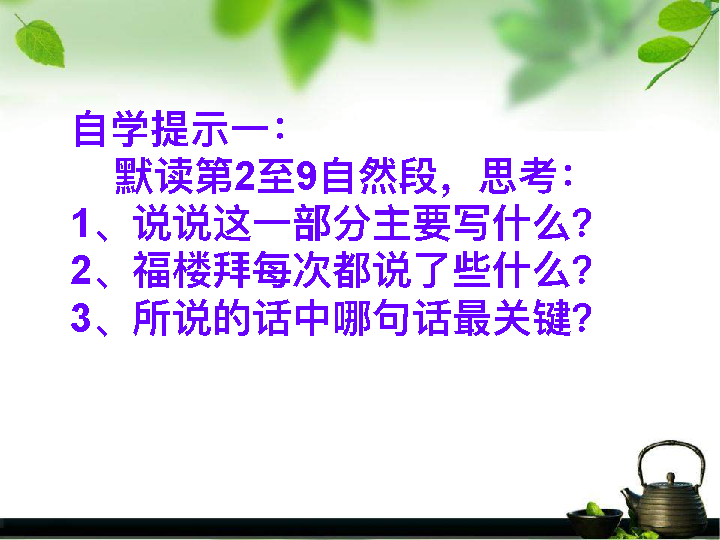 自学提示一：
默读第2至9自然段，思考：
1、说说这一部分主要写什么？
2、福楼拜每次都说了些什么？
3、所说的话中哪句话最关键？